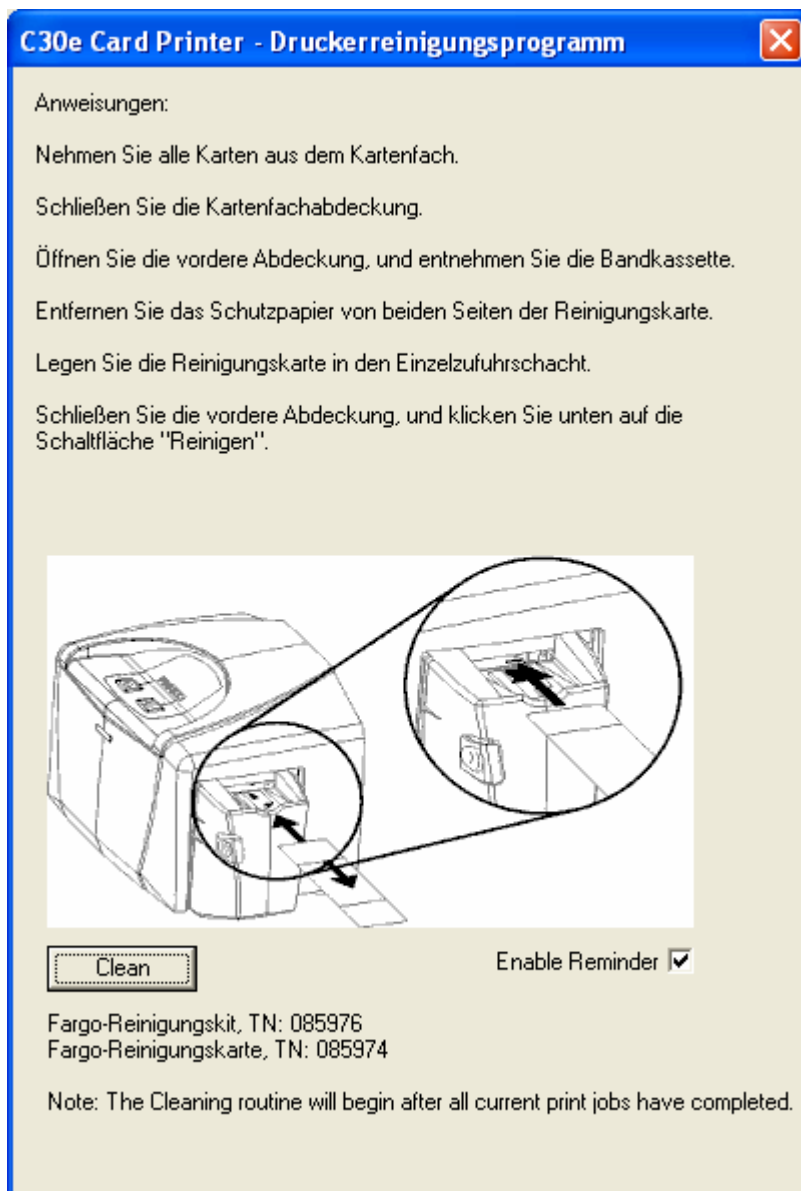 C30e Card Printer - Druckerreinigungsprogramm
Anweisungen:
Nehmen Sie alle Karten aus dem Kartenfach.
Schließen Sie die Kartenfachabdeckung.
Öffnen Sie die vordere Abdeckung, und entnehmen Sie die Bandkassette.
Entfernen Sie das Schutzpapier von beiden Seiten der Reinigungskarte.
Legen Sie die Reinigungskarte in den Einzelzufuhrschacht.
Schließen Sie die vordere Abdeckung, und klicken Sie unten auf die
Schaltfläche "Reinigen".
Clean
Enable Reminder
Fargo-Reinigungskit, TN: 085976
Fargo-Reinigungskarte, TN: 085974
Note: The Cleaning routine will begin after all current print jobs have completed.